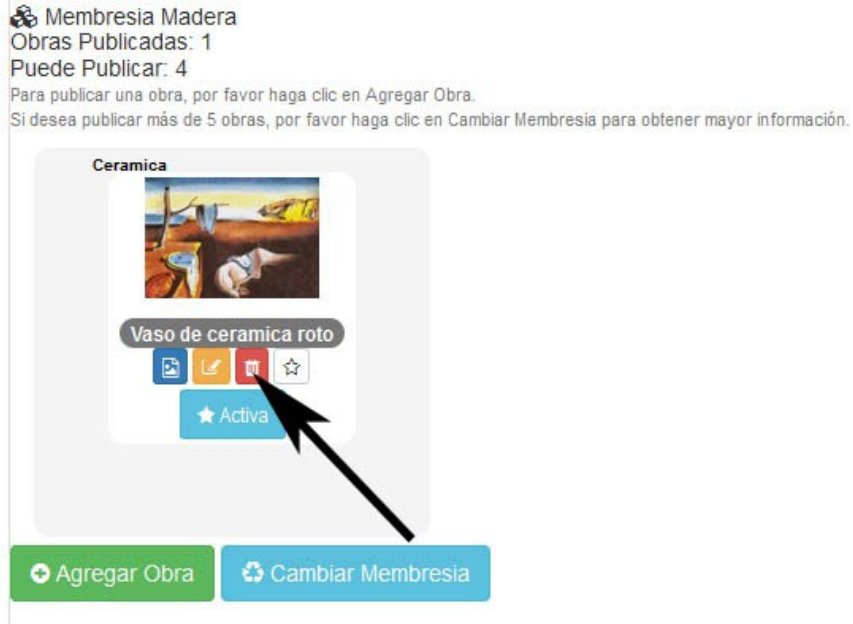 Membresia Madera
Obras Publicadas: 1
Puede Publicar: 4
Para publicar una obra, por favor haga clic en Agregar Obra.
Si desea publicar más de 5 obras, por favor haga clic en Cambiar Membresia para obtener mayor información.
Ceramica
Vaso de ceramica roto
Activa
Agregar Obra
Cambiar Membresia